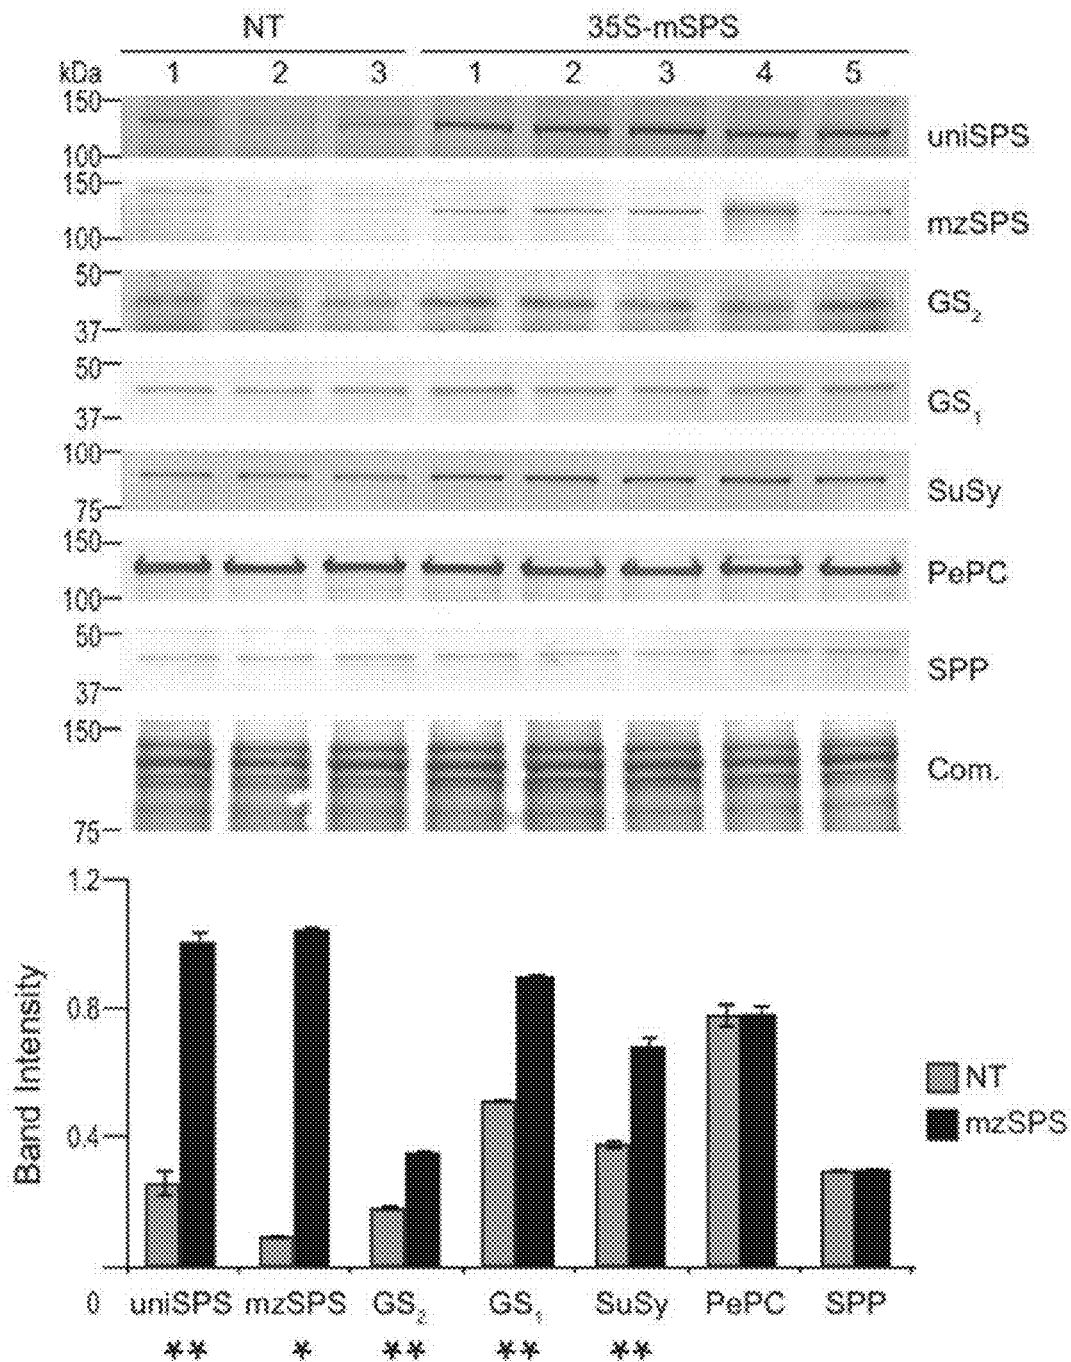 NT 35S-mSPS
kDa 1 2 3 1 2 3 4 5
150
100
uniSPS
150
100
mzSPS
50
37
GS₂
50
37
GS₁
100
75
SuSy
150
100
PePC
50
37
SPP
150
75
Com.
1.2
0.8
0.4
0
Band Intensity
NT
mzSPS
uniSPS mzSPS GS₂ GS₁ SuSy PePC SPP
** * ** ** **